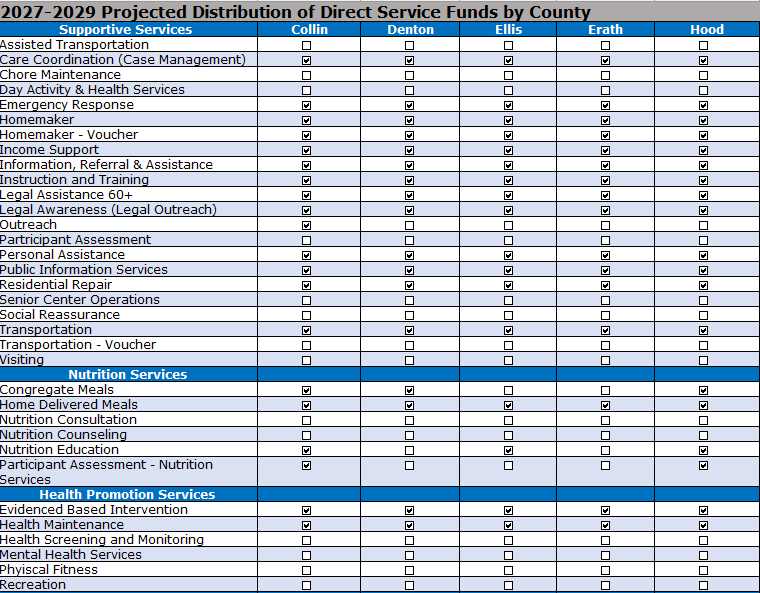 2027-2029 Projected Distribution of Direct Service Funds by County
Supportive Services Collin Denton Ellis Erath Hood
Assisted Transportation ☐ ☐ ☐ ☐ ☐
Care Coordination (Case Management) ☑ ☑ ☑ ☑ ☑
Chore Maintenance ☐ ☐ ☐ ☐ ☐
Day Activity & Health Services ☐ ☐ ☐ ☐ ☐
Emergency Response ☑ ☑ ☑ ☑ ☑
Homemaker ☑ ☑ ☑ ☑ ☑
Homemaker - Voucher ☑ ☑ ☑ ☑ ☑
Income Support ☑ ☑ ☑ ☑ ☑
Information, Referral & Assistance ☑ ☑ ☑ ☑ ☑
Instruction and Training ☑ ☑ ☑ ☑ ☑
Legal Assistance 60+ ☑ ☑ ☑ ☑ ☑
Legal Awareness (Legal Outreach) ☑ ☑ ☑ ☑ ☑
Outreach ☑ ☐ ☐ ☐ ☐
Partricipant Assessment ☐ ☐ ☐ ☐ ☐
Personal Assistance ☑ ☑ ☑ ☑ ☑
Public Information Services ☑ ☑ ☑ ☑ ☑
Residential Repair ☑ ☑ ☑ ☑ ☑
Senior Center Operations ☐ ☐ ☐ ☐ ☐
Social Reassurance ☐ ☐ ☐ ☐ ☐
Transportation ☑ ☑ ☑ ☑ ☑
Transportation - Voucher ☐ ☐ ☐ ☐ ☐
Visiting ☐ ☐ ☐ ☐ ☐
Nutrition Services
Congregate Meals ☑ ☑ ☐ ☐ ☑
Home Delivered Meals ☑ ☑ ☑ ☑ ☑
Nutrition Consultation ☐ ☐ ☐ ☐ ☐
Nutrition Counseling ☐ ☐ ☐ ☐ ☐
Nutrition Education ☑ ☐ ☑ ☐ ☑
Participant Assessment - Nutrition ☑ ☐ ☐ ☐ ☑
Services
Health Promotion Services
Evidenced Based Intervention ☑ ☑ ☑ ☑ ☑
Health Maintenance ☑ ☑ ☑ ☑ ☑
Health Screening and Monitoring ☐ ☐ ☐ ☐ ☐
Mental Health Services ☐ ☐ ☐ ☐ ☐
Phyiscal Fitness ☐ ☐ ☐ ☐ ☐
Recreation ☐ ☐ ☐ ☐ ☐